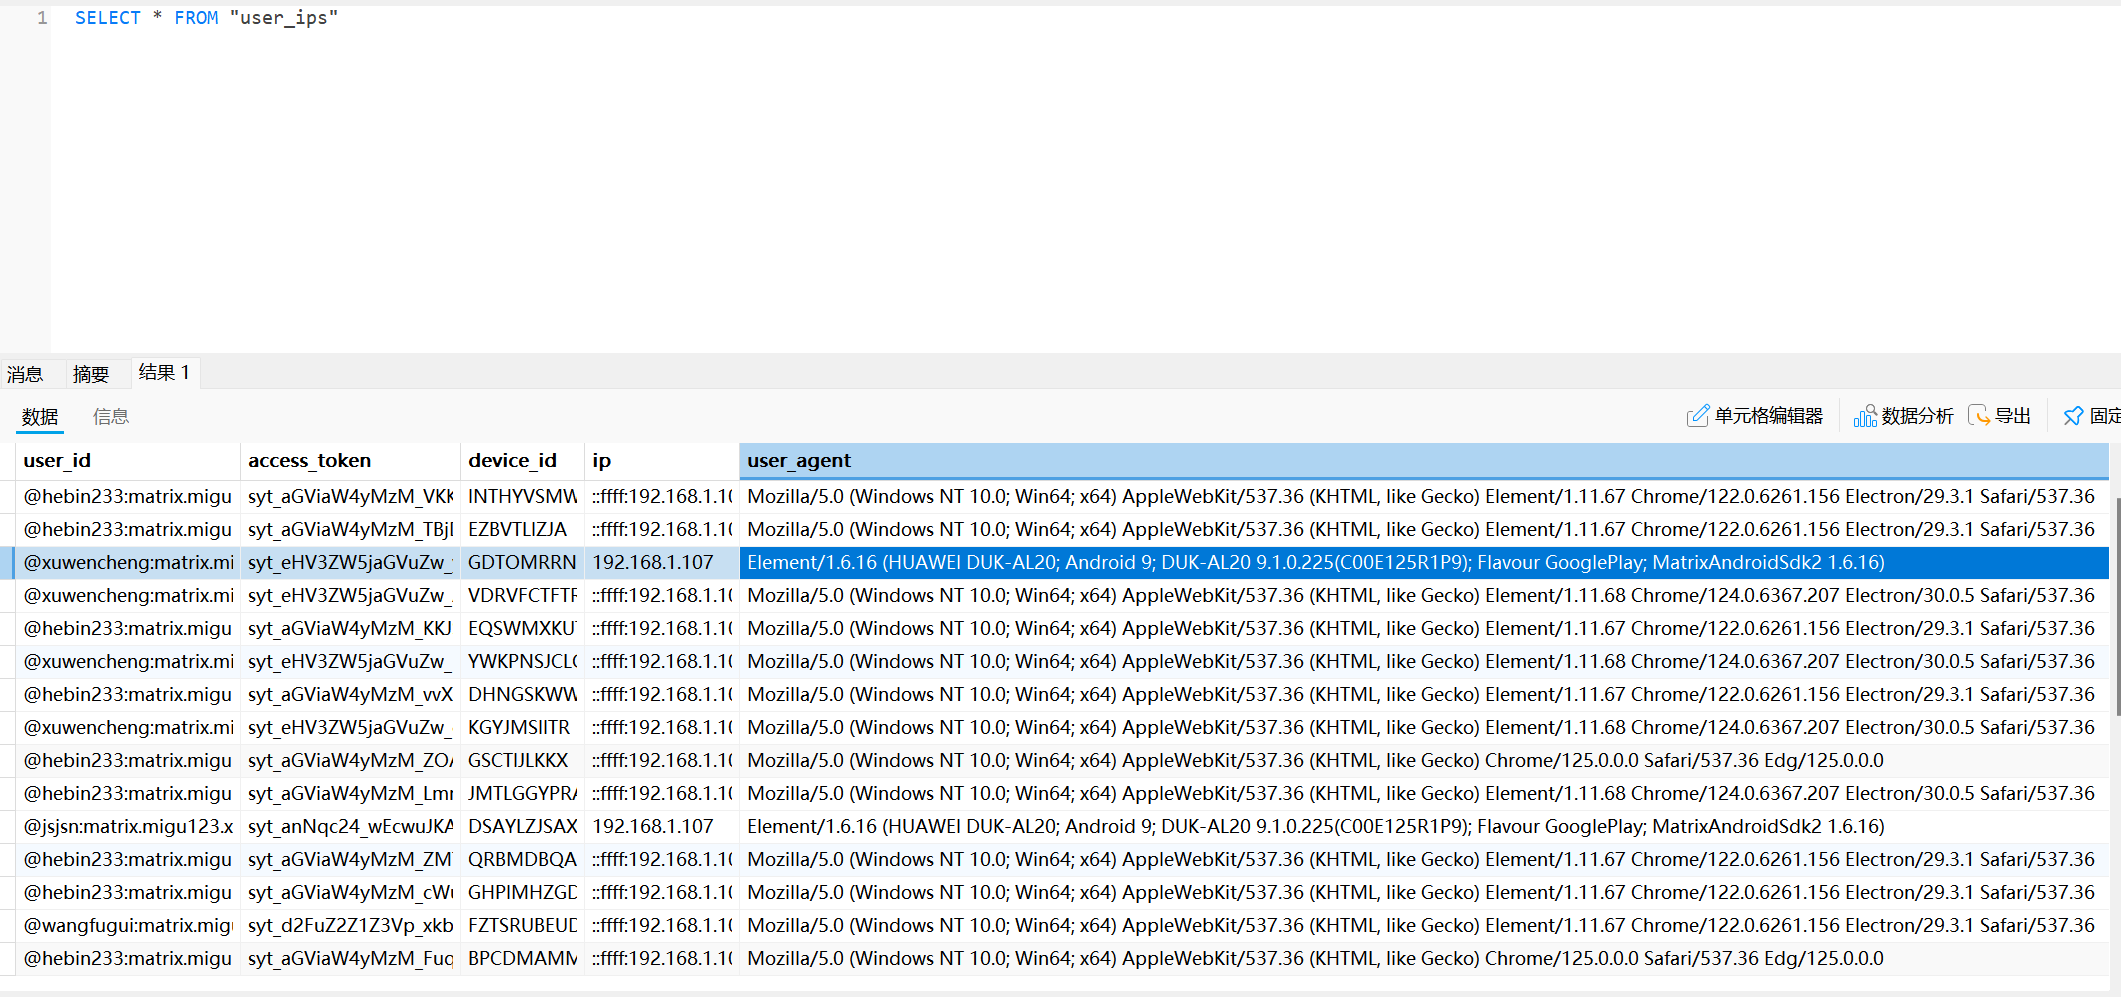 1 SELECT * FROM "user_ips"
消息 摘要 结果 1
数据 信息 单元格编辑器 数据分析 导出 固定
user_id access_token device_id ip user_agent
@hebin233:matrix.migu syt_aGViaW4yMzM_VKK INTHYVSMW ::ffff:192.168.1.10 Mozilla/5.0 (Windows NT 10.0; Win64; x64) AppleWebKit/537.36 (KHTML, like Gecko) Element/1.11.67 Chrome/122.0.6261.156 Electron/29.3.1 Safari/537.36
@hebin233:matrix.migu syt_aGViaW4yMzM_TBjI EZBVTLIZJA ::ffff:192.168.1.10 Mozilla/5.0 (Windows NT 10.0; Win64; x64) AppleWebKit/537.36 (KHTML, like Gecko) Element/1.11.67 Chrome/122.0.6261.156 Electron/29.3.1 Safari/537.36
@xuwencheng:matrix.mi syt_eHV3ZW5jaGVuZw_ GDTOMRRN 192.168.1.107 Element/1.6.16 (HUAWEI DUK-AL20; Android 9; DUK-AL20 9.1.0.225(C00E125R1P9); Flavour GooglePlay; MatrixAndroidSdk2 1.6.16)
@xuwencheng:matrix.mi syt_eHV3ZW5jaGVuZw_ VDRVFCTFTF ::ffff:192.168.1.10 Mozilla/5.0 (Windows NT 10.0; Win64; x64) AppleWebKit/537.36 (KHTML, like Gecko) Element/1.11.68 Chrome/124.0.6367.207 Electron/30.0.5 Safari/537.36
@hebin233:matrix.migu syt_aGViaW4yMzM_KKJ EQSWMXKU ::ffff:192.168.1.10 Mozilla/5.0 (Windows NT 10.0; Win64; x64) AppleWebKit/537.36 (KHTML, like Gecko) Element/1.11.67 Chrome/122.0.6261.156 Electron/29.3.1 Safari/537.36
@xuwencheng:matrix.mi syt_eHV3ZW5jaGVuZw_ YWKPNSJCL ::ffff:192.168.1.10 Mozilla/5.0 (Windows NT 10.0; Win64; x64) AppleWebKit/537.36 (KHTML, like Gecko) Element/1.11.68 Chrome/124.0.6367.207 Electron/30.0.5 Safari/537.36
@hebin233:matrix.migu syt_aGViaW4yMzM_vvX DHNGSKWW ::ffff:192.168.1.10 Mozilla/5.0 (Windows NT 10.0; Win64; x64) AppleWebKit/537.36 (KHTML, like Gecko) Element/1.11.67 Chrome/122.0.6261.156 Electron/29.3.1 Safari/537.36
@xuwencheng:matrix.mi syt_eHV3ZW5jaGVuZw_ KGYJMSIITR ::ffff:192.168.1.10 Mozilla/5.0 (Windows NT 10.0; Win64; x64) AppleWebKit/537.36 (KHTML, like Gecko) Element/1.11.68 Chrome/124.0.6367.207 Electron/30.0.5 Safari/537.36
@hebin233:matrix.migu syt_aGViaW4yMzM_ZOA GSCTIJLKKX ::ffff:192.168.1.10 Mozilla/5.0 (Windows NT 10.0; Win64; x64) AppleWebKit/537.36 (KHTML, like Gecko) Chrome/125.0.0.0 Safari/537.36 Edg/125.0.0.0
@hebin233:matrix.migu syt_aGViaW4yMzM_Lmr JMTLGGYPRA ::ffff:192.168.1.10 Mozilla/5.0 (Windows NT 10.0; Win64; x64) AppleWebKit/537.36 (KHTML, like Gecko) Element/1.11.68 Chrome/124.0.6367.207 Electron/30.0.5 Safari/537.36
@jsjsn:matrix.migu123.x syt_anNqc24_wEcwuJKA DSAYLZJSAX 192.168.1.107 Element/1.6.16 (HUAWEI DUK-AL20; Android 9; DUK-AL20 9.1.0.225(C00E125R1P9); Flavour GooglePlay; MatrixAndroidSdk2 1.6.16)
@hebin233:matrix.migu syt_aGViaW4yMzM_ZM QRBMDBQA ::ffff:192.168.1.10 Mozilla/5.0 (Windows NT 10.0; Win64; x64) AppleWebKit/537.36 (KHTML, like Gecko) Element/1.11.67 Chrome/122.0.6261.156 Electron/29.3.1 Safari/537.36
@hebin233:matrix.migu syt_aGViaW4yMzM_cWu GHPIMHZGD ::ffff:192.168.1.10 Mozilla/5.0 (Windows NT 10.0; Win64; x64) AppleWebKit/537.36 (KHTML, like Gecko) Element/1.11.67 Chrome/122.0.6261.156 Electron/29.3.1 Safari/537.36
@wangfugui:matrix.migu syt_d2FuZ2Z1Z3Vp_xkb FZTSRUBEUD ::ffff:192.168.1.10 Mozilla/5.0 (Windows NT 10.0; Win64; x64) AppleWebKit/537.36 (KHTML, like Gecko) Element/1.11.67 Chrome/122.0.6261.156 Electron/29.3.1 Safari/537.36
@hebin233:matrix.migu syt_aGViaW4yMzM_Fuq BPCDMAMM ::ffff:192.168.1.10 Mozilla/5.0 (Windows NT 10.0; Win64; x64) AppleWebKit/537.36 (KHTML, like Gecko) Chrome/125.0.0.0 Safari/537.36 Edg/125.0.0.0